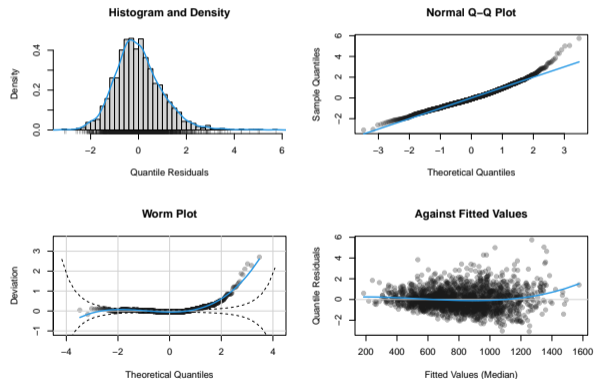 Histogram and Density
Density
0.0
0.2
0.4
−2 0 2 4 6
Quantile Residuals
Normal Q−Q Plot
Sample Quantiles
−2
0
2
4
6
−3 −2 −1 0 1 2 3
Theoretical Quantiles
Worm Plot
Deviation
−1
0
1
2
3
−4 −2 0 2 4
Theoretical Quantiles
Against Fitted Values
Quantile Residuals
−2
0
2
4
6
200 400 600 800 1000 1200 1400 1600
Fitted Values (Median)